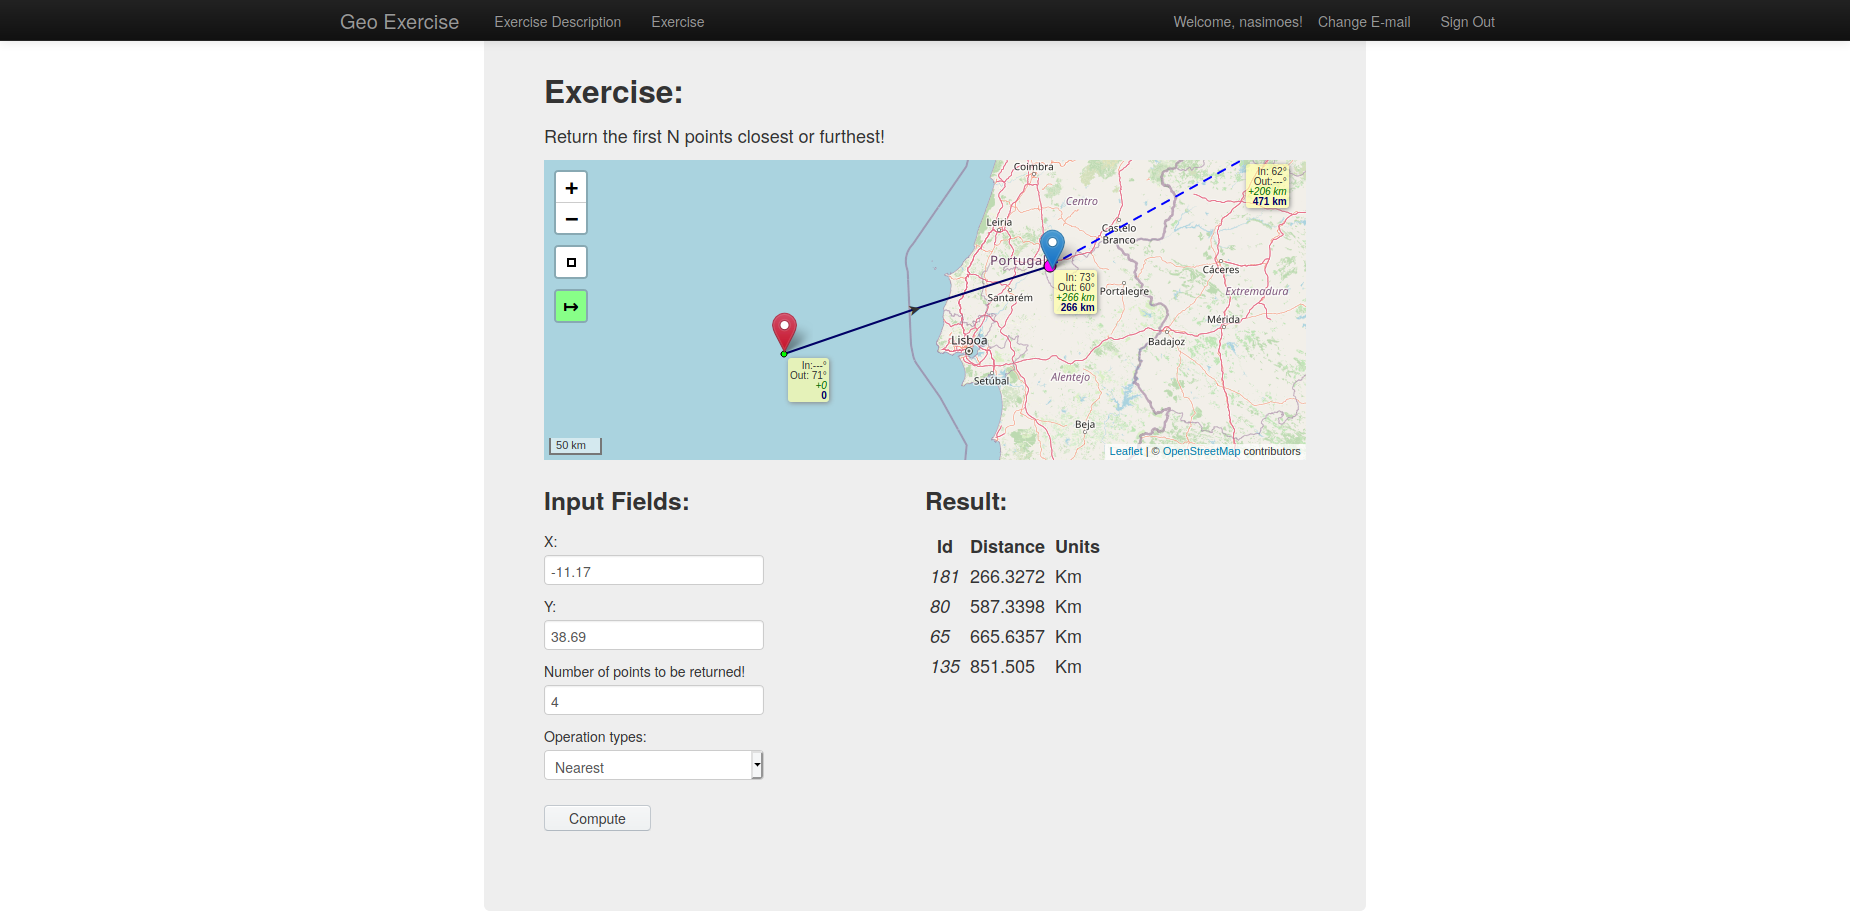 Geo Exercise Exercise Description Exercise Welcome, nasimoes! Change E-mail Sign Out
Exercise:
Return the first N points closest or furthest!
+
−
↦
Coimbra
Centro
Leiria
Castelo
Branco
Portugal
Cáceres
Santarém
Portalegre
Extremadura
Mérida
Lisboa
Badajoz
Setúbal
Alentejo
Beja
In: 62°
Out:---°
+206 km
471 km
In: 73°
Out: 60°
+266 km
266 km
In:---°
Out: 71°
+0
0
50 km
Leaflet | © OpenStreetMap contributors
Input Fields:
X:
-11.17
Y:
38.69
Number of points to be returned!
4
Operation types:
Nearest
Compute
Result:
Id Distance Units
181 266.3272 Km
80 587.3398 Km
65 665.6357 Km
135 851.505 Km